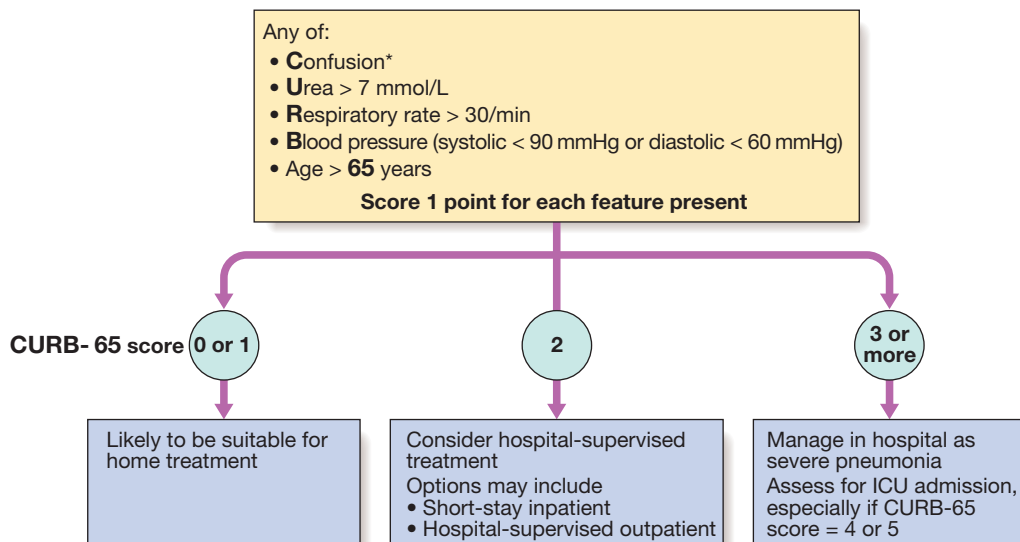 Any of:
• Confusion*
• Urea > 7 mmol/L
• Respiratory rate > 30/min
• Blood pressure (systolic < 90 mmHg or diastolic < 60 mmHg)
• Age > 65 years
Score 1 point for each feature present
CURB- 65 score
0 or 1
2
3 or
more
Likely to be suitable for
home treatment
Consider hospital-supervised
treatment
Options may include
• Short-stay inpatient
• Hospital-supervised outpatient
Manage in hospital as
severe pneumonia
Assess for ICU admission,
especially if CURB-65
score = 4 or 5